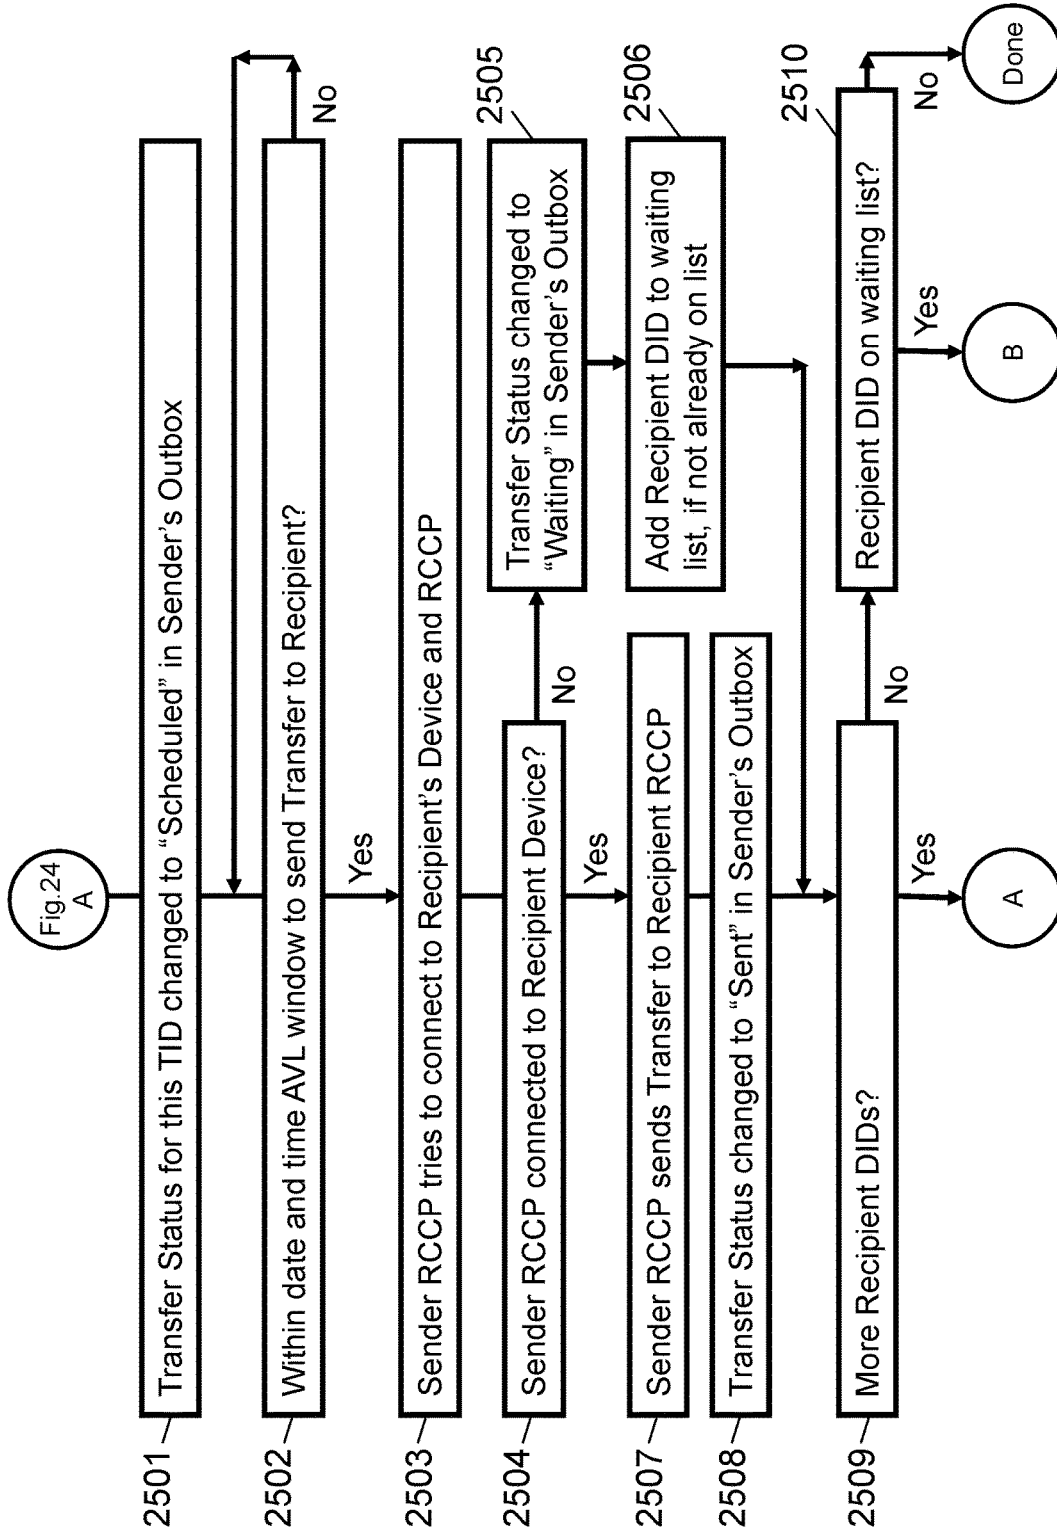 Fig.24
A
2501
Transfer Status for this TID changed to “Scheduled” in Sender’s Outbox
2502
Within date and time AVL window to send Transfer to Recipient?
No
Yes
2503
Sender RCCP tries to connect to Recipient’s Device and RCCP
2504
Sender RCCP connected to Recipient Device?
No
Yes
2505
Transfer Status changed to
“Waiting” in Sender’s Outbox
2506
Add Recipient DID to waiting
list, if not already on list
2507
Sender RCCP sends Transfer to Recipient RCCP
2508
Transfer Status changed to “Sent” in Sender’s Outbox
2509
More Recipient DIDs?
No
Yes
2510
Recipient DID on waiting list?
No
Yes
A
B
Done